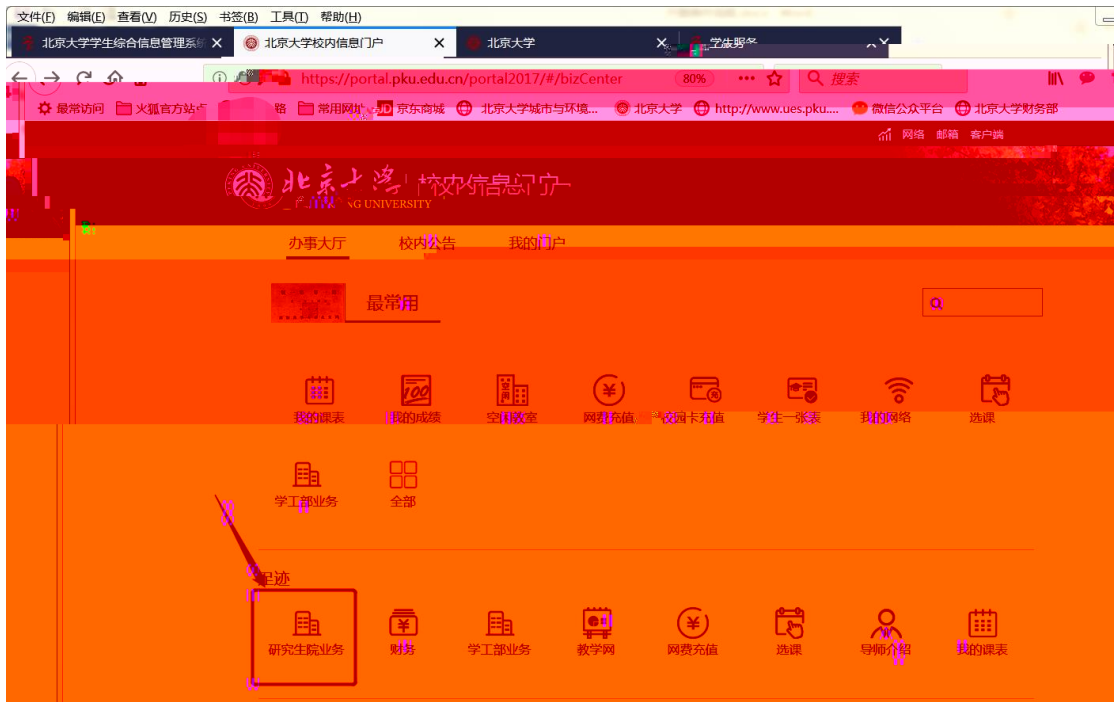 文件(F) 编辑(E) 查看(V) 历史(S) 书签(B) 工具(T) 帮助(H)
北京大学学生综合信息管理系统 北京大学校内信息门户 北京大学
https://portal.pku.edu.cn/portal2017/#/bizCenter 80% 搜索
最常访问 火狐官方站点 常用网址 JD 京东商城 北京大学城市与环境... 北京大学 http://www.ues.pku.... 微信公众平台 北京大学财务部
网络 邮箱 客户端
北京大学 校内信息门户
UNIVERSITY
办事大厅 校内公告 我的门户
最常用
我的课表 我的成绩 空闲教室 网费充值 校园卡充值 学生一张表 我的网络 选课
学工部业务 全部
足迹
研究生院业务 财务 学工部业务 教学网 网费充值 选课 导师介绍 我的课表